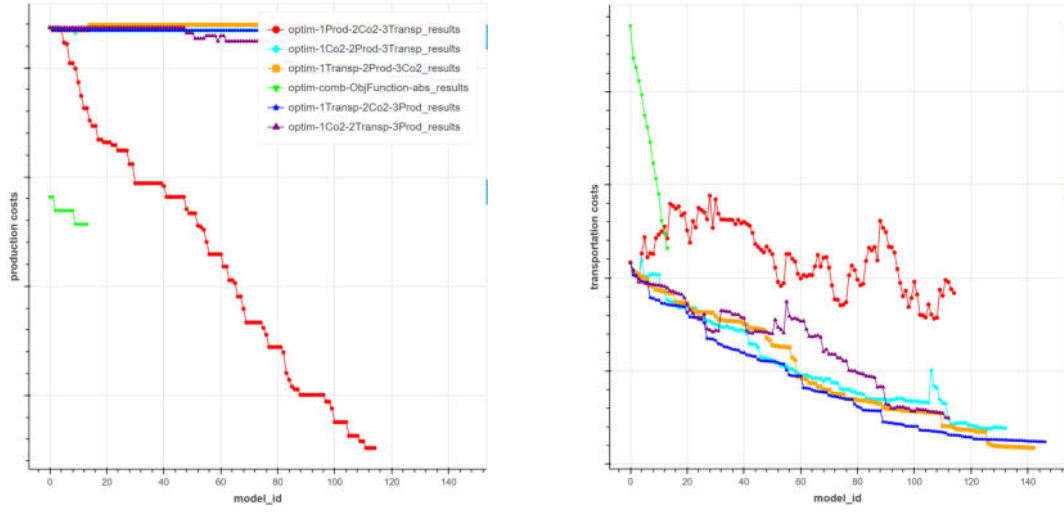 optim-1Prod-2Co2-3Transp_results
optim-1Co2-2Prod-3Transp_results
optim-1Transp-2Prod-3Co2_results
optim-comb-ObjFunction-abs_results
optim-1Transp-2Co2-3Prod_results
optim-1Co2-2Transp-3Prod_results
production costs
0 20 40 60 80 100 120 140
model_id
transportation costs
0 20 40 60 80 100 120 140
model_id